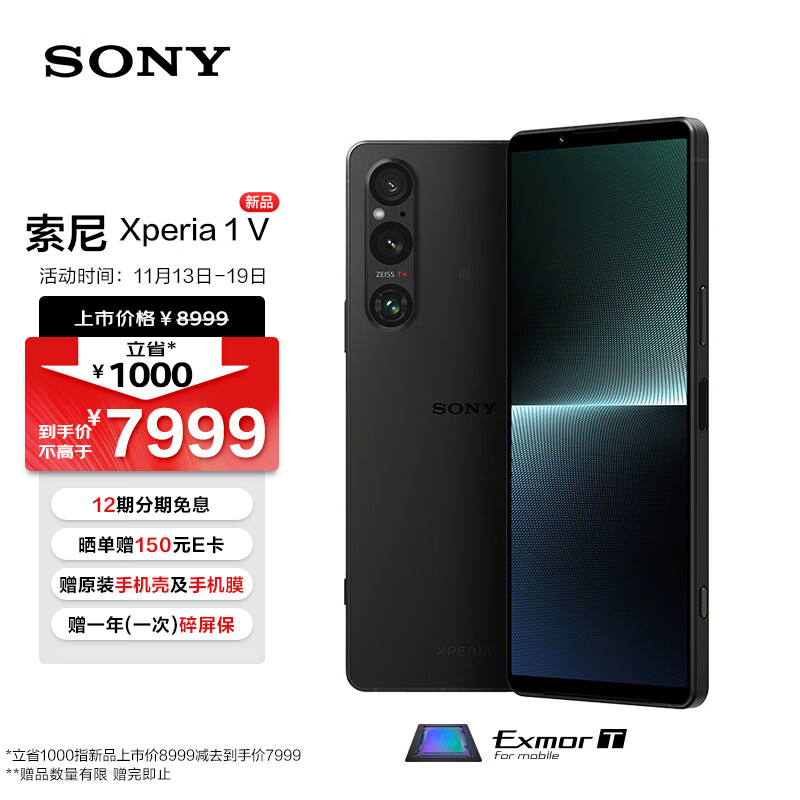 SONY
新品
索尼 Xperia 1 V
活动时间：11月13日-19日
上市价格￥8999
立省*
￥1000
到手价
不高于
￥7999
12期分期免息
晒单赠150元E卡
赠原装手机壳及手机膜
赠一年(一次)碎屏保
ZEISS T*
SONY
XPERIA
Exmor T
for mobile
*立省1000指新品上市价8999减去到手价7999
**赠品数量有限 赠完即止